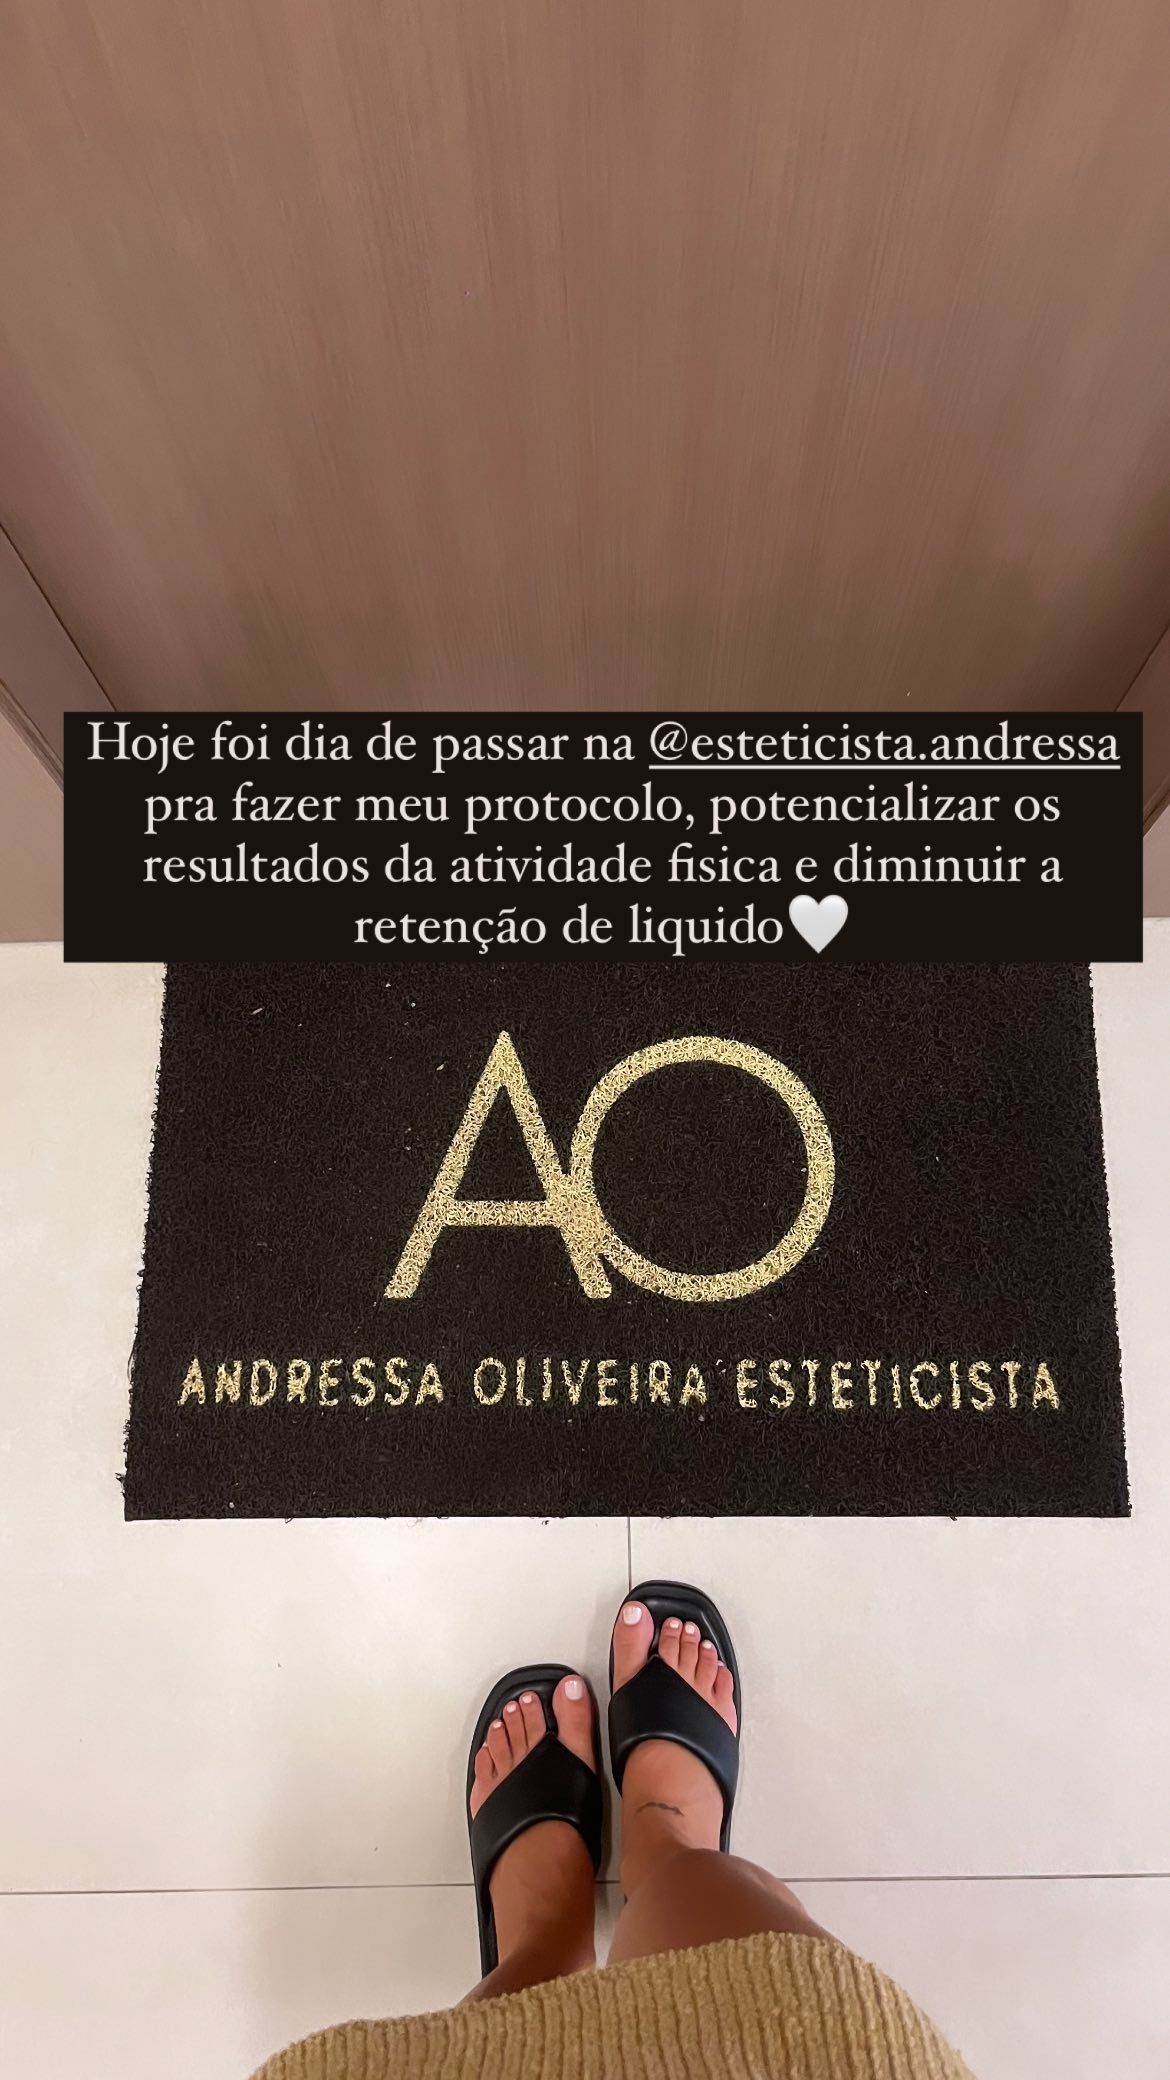 Hoje foi dia de passar na @esteticista.andressa
pra fazer meu protocolo, potencializar os
resultados da atividade fisica e diminuir a
retenção de liquido🤍
AO
ANDRESSA OLIVEIRA ESTETICISTA